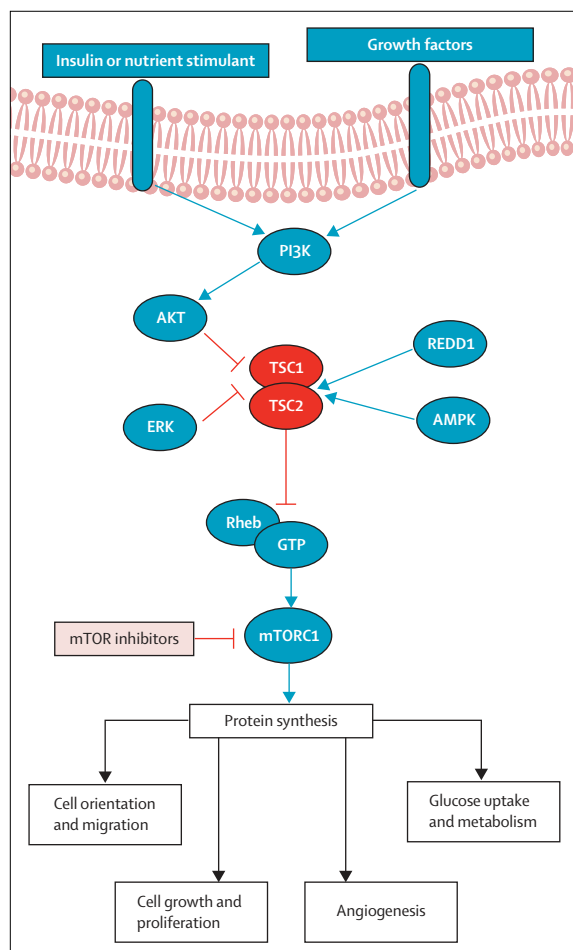 Insulin or nutrient stimulant
Growth factors
PI3K
AKT
REDD1
TSC1
TSC2
ERK
AMPK
Rheb
GTP
mTOR inhibitors
mTORC1
Protein synthesis
Cell orientation
and migration
Glucose uptake
and metabolism
Cell growth and
proliferation
Angiogenesis